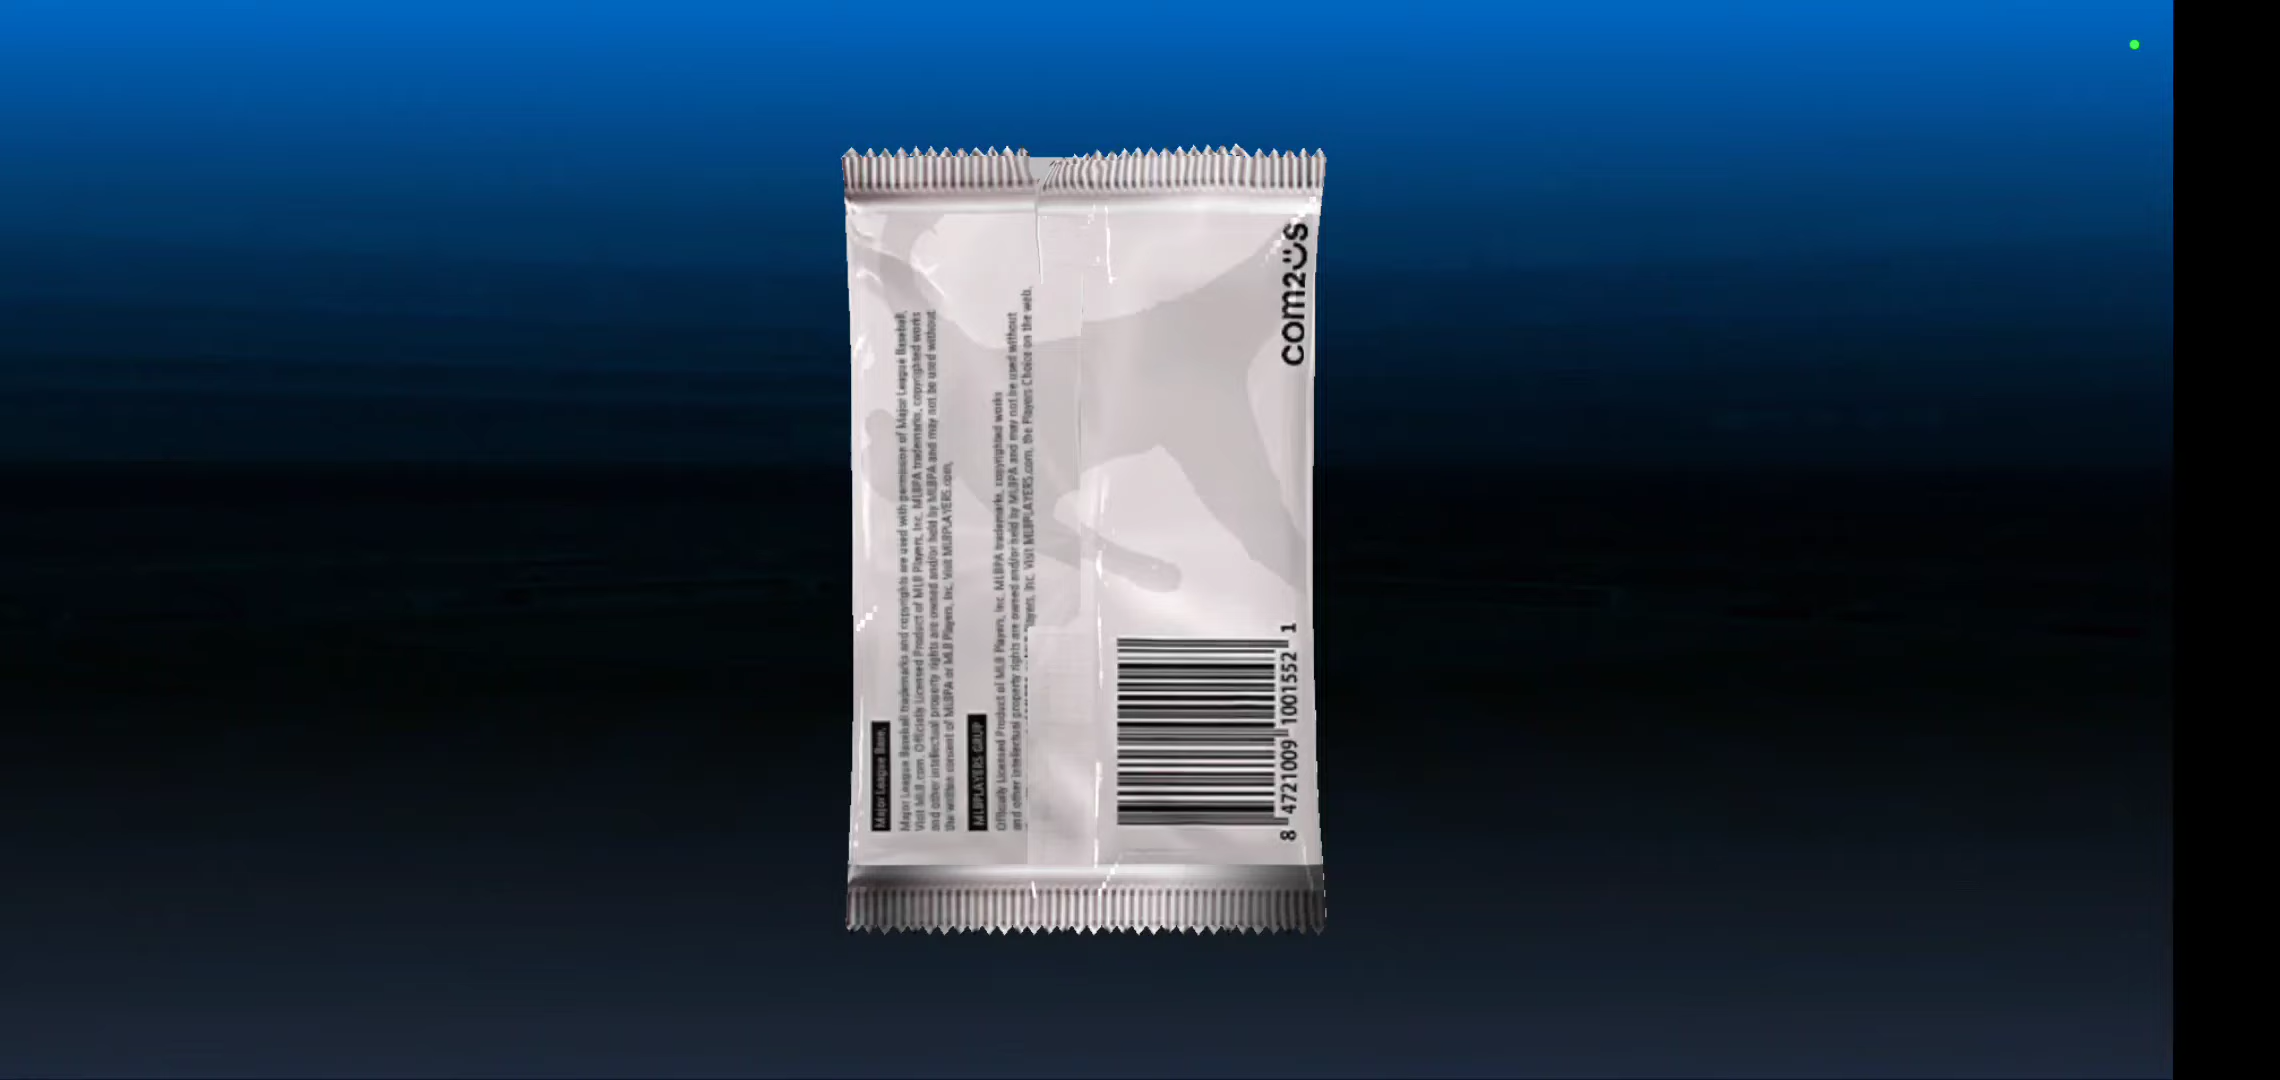 Major League Base.
Major League Baseball trademarks and copyrights are used with permission of Major League Baseball.
Visit MLB.com. Officially Licensed Product of MLB Players, Inc. MLBPA trademarks, copyrighted works
and other intellectual property rights are owned and/or held by MLBPA and may not be used without
the written consent of MLBPA or MLB Players, Inc. Visit MLBPLAYERS.com,
MLBPLAYERS GRUP
Officially Licensed Product of MLB Players, Inc. MLBPA trademarks, copyrighted works
and other intellectual property rights are owned and/or held by MLBPA and may not be used without
Players, Inc. Visit MLBPLAYERS.com, the Players Choice on the web.
com2us
8 4721009 1001552 1